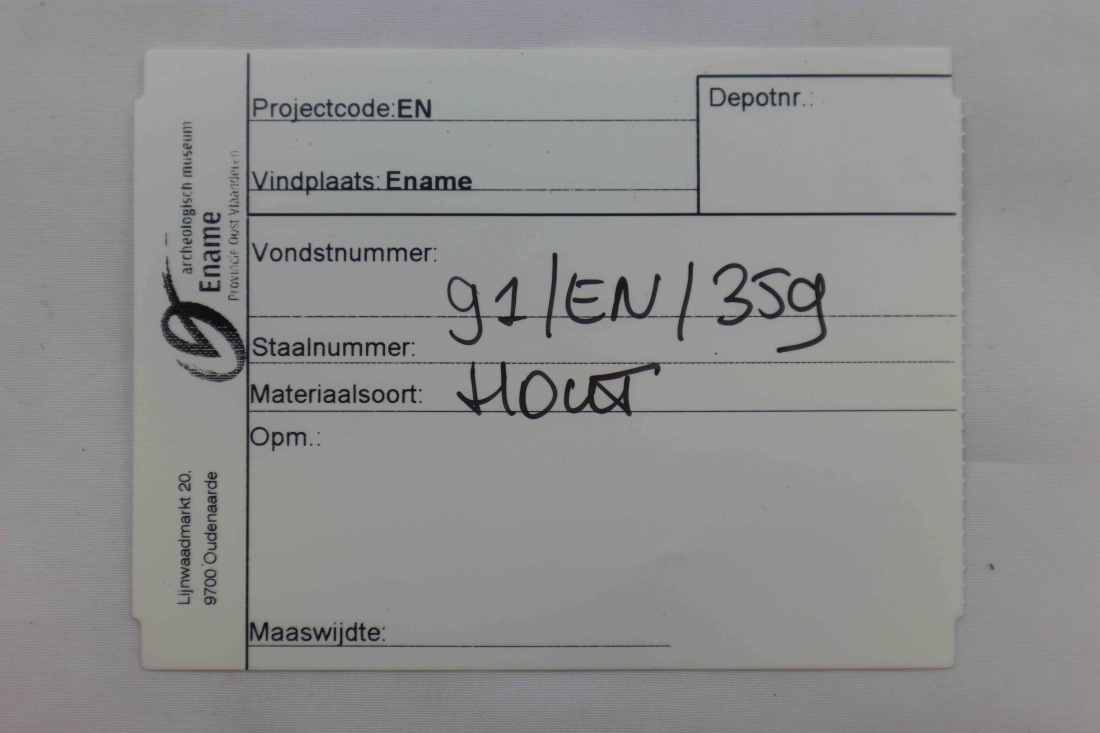 Projectcode:EN
Depotnr.:
Vindplaats: Ename
Vondstnummer:
91/EN/359
Staalnummer:
Materiaalsoort: HOUT
Opm.:
Maaswijdte:
archeologisch museum
Ename
Provincie Oost Vlaanderen
Lijnwaadmarkt 20,
9700 Oudenaarde